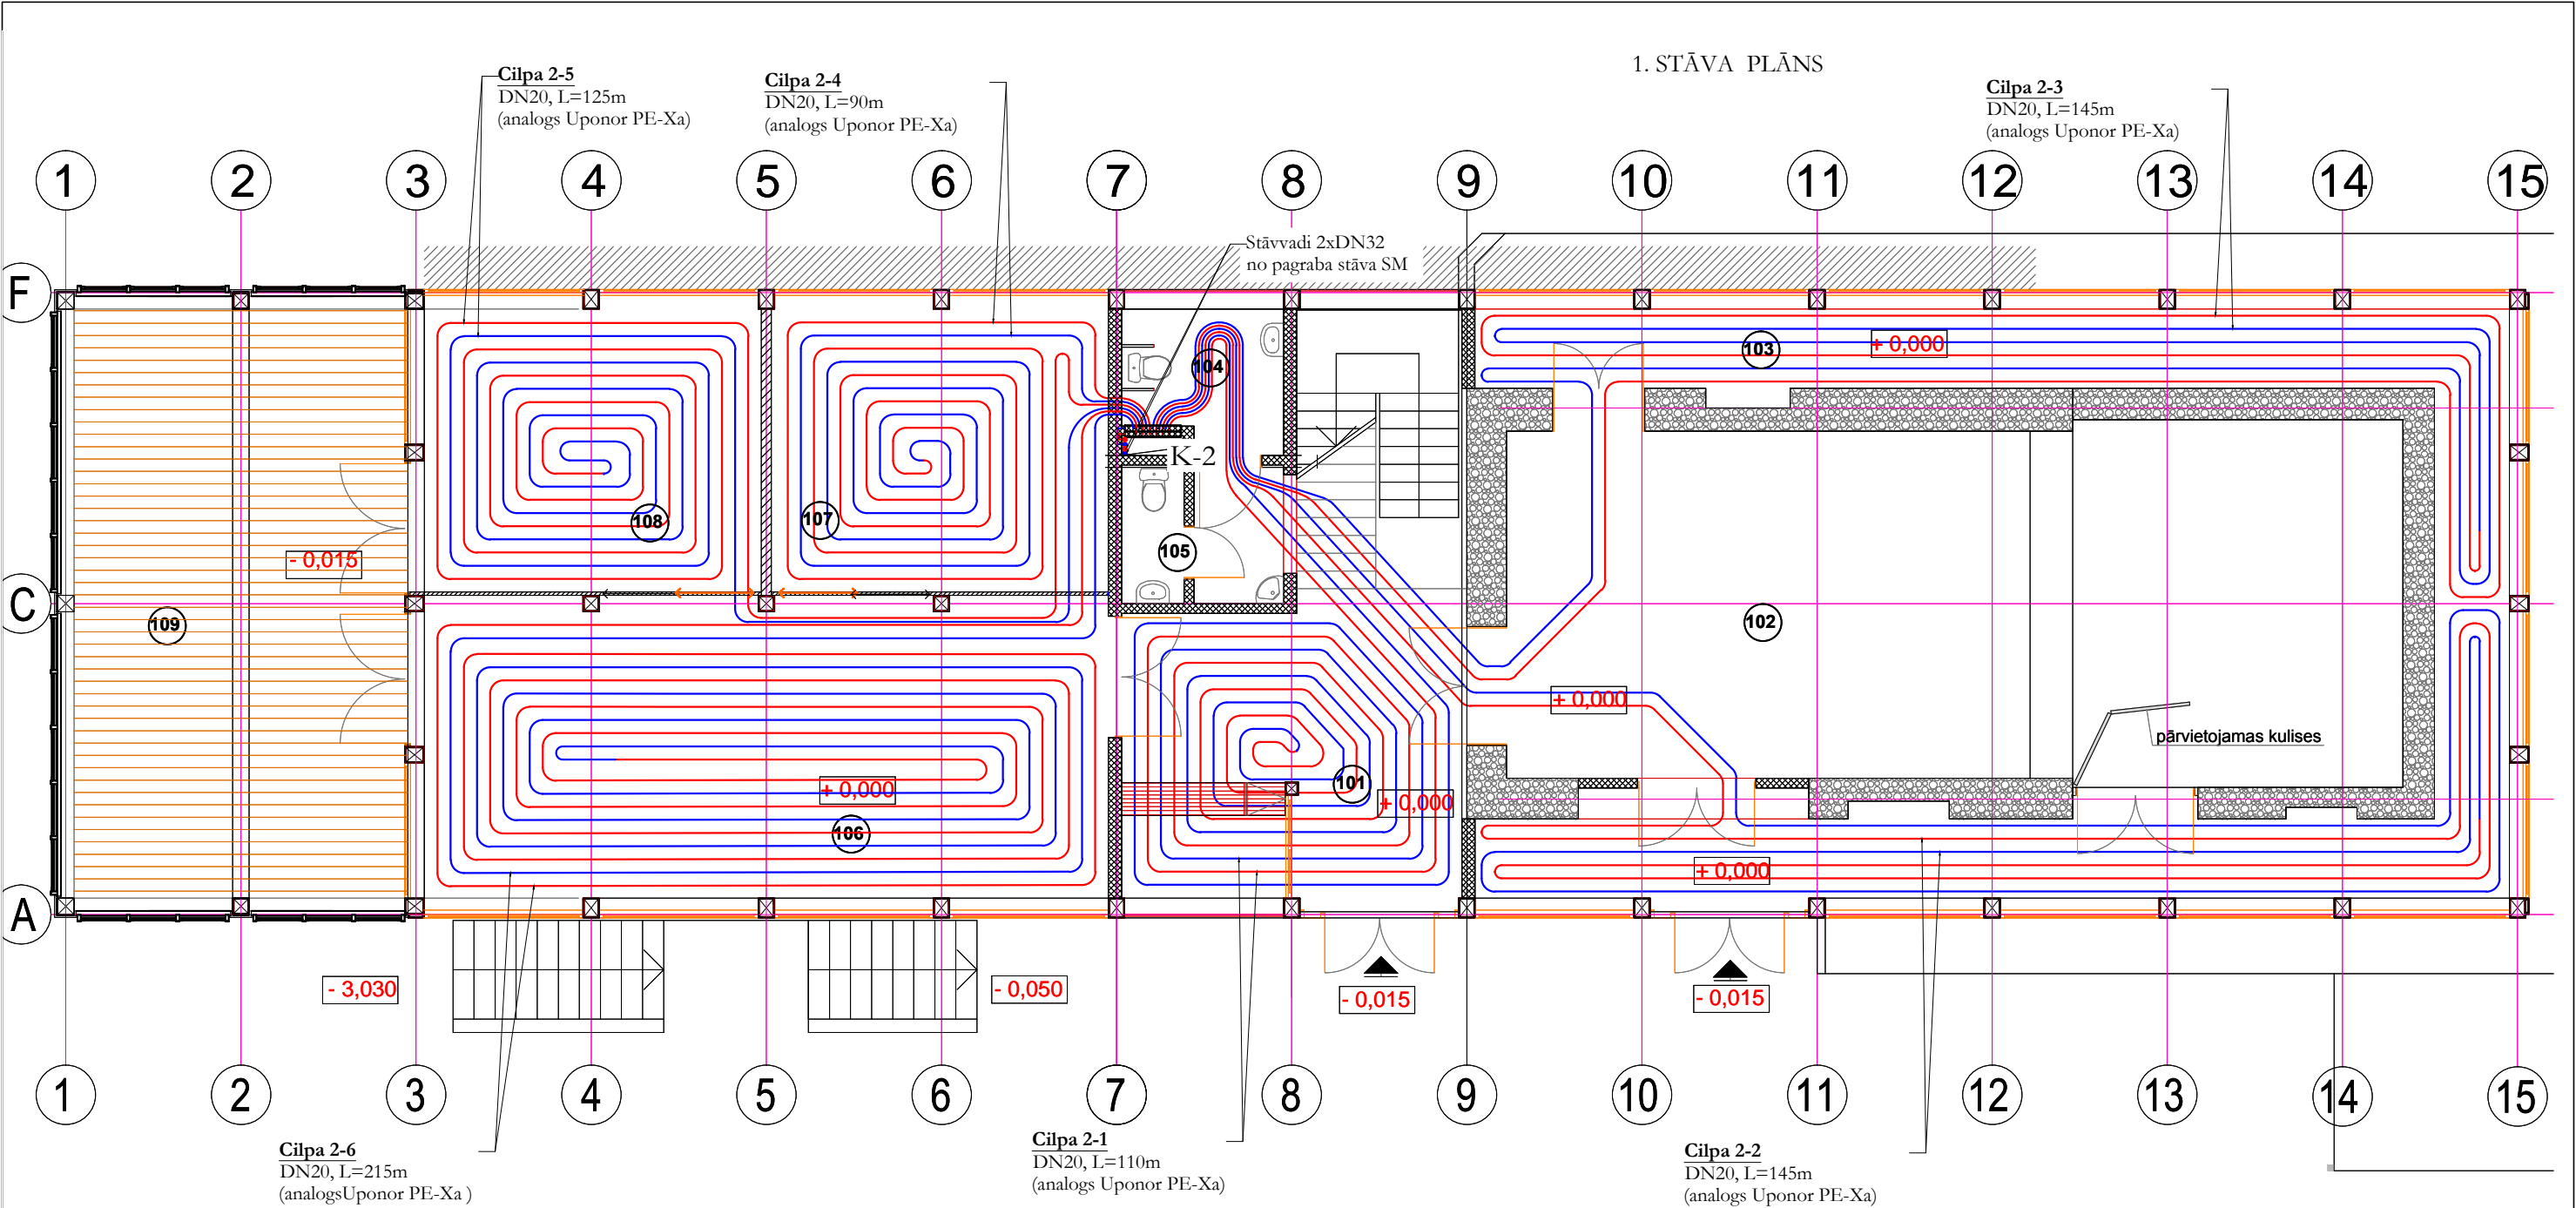 1. STĀVA PLĀNS
Cilpa 2-5
DN20, L=125m
(analogs Uponor PE-Xa)
Cilpa 2-4
DN20, L=90m
(analogs Uponor PE-Xa)
Cilpa 2-3
DN20, L=145m
(analogs Uponor PE-Xa)
1 2 3 4 5 6 7 8 9 10 11 12 13 14 15
Stāvvadi 2xDN32
no pagraba stāva SM
F
103
+ 0,000
104
K-2
108
107
105
- 0,015
C
109
102
+ 0,000
pārvietojamas kulises
101
+ 0,000
+ 0,000
106
+ 0,000
A
- 3,030
- 0,050
- 0,015
- 0,015
1 2 3 4 5 6 7 8 9 10 11 12 13 14 15
Cilpa 2-6
DN20, L=215m
(analogsUponor PE-Xa )
Cilpa 2-1
DN20, L=110m
(analogs Uponor PE-Xa)
Cilpa 2-2
DN20, L=145m
(analogs Uponor PE-Xa)